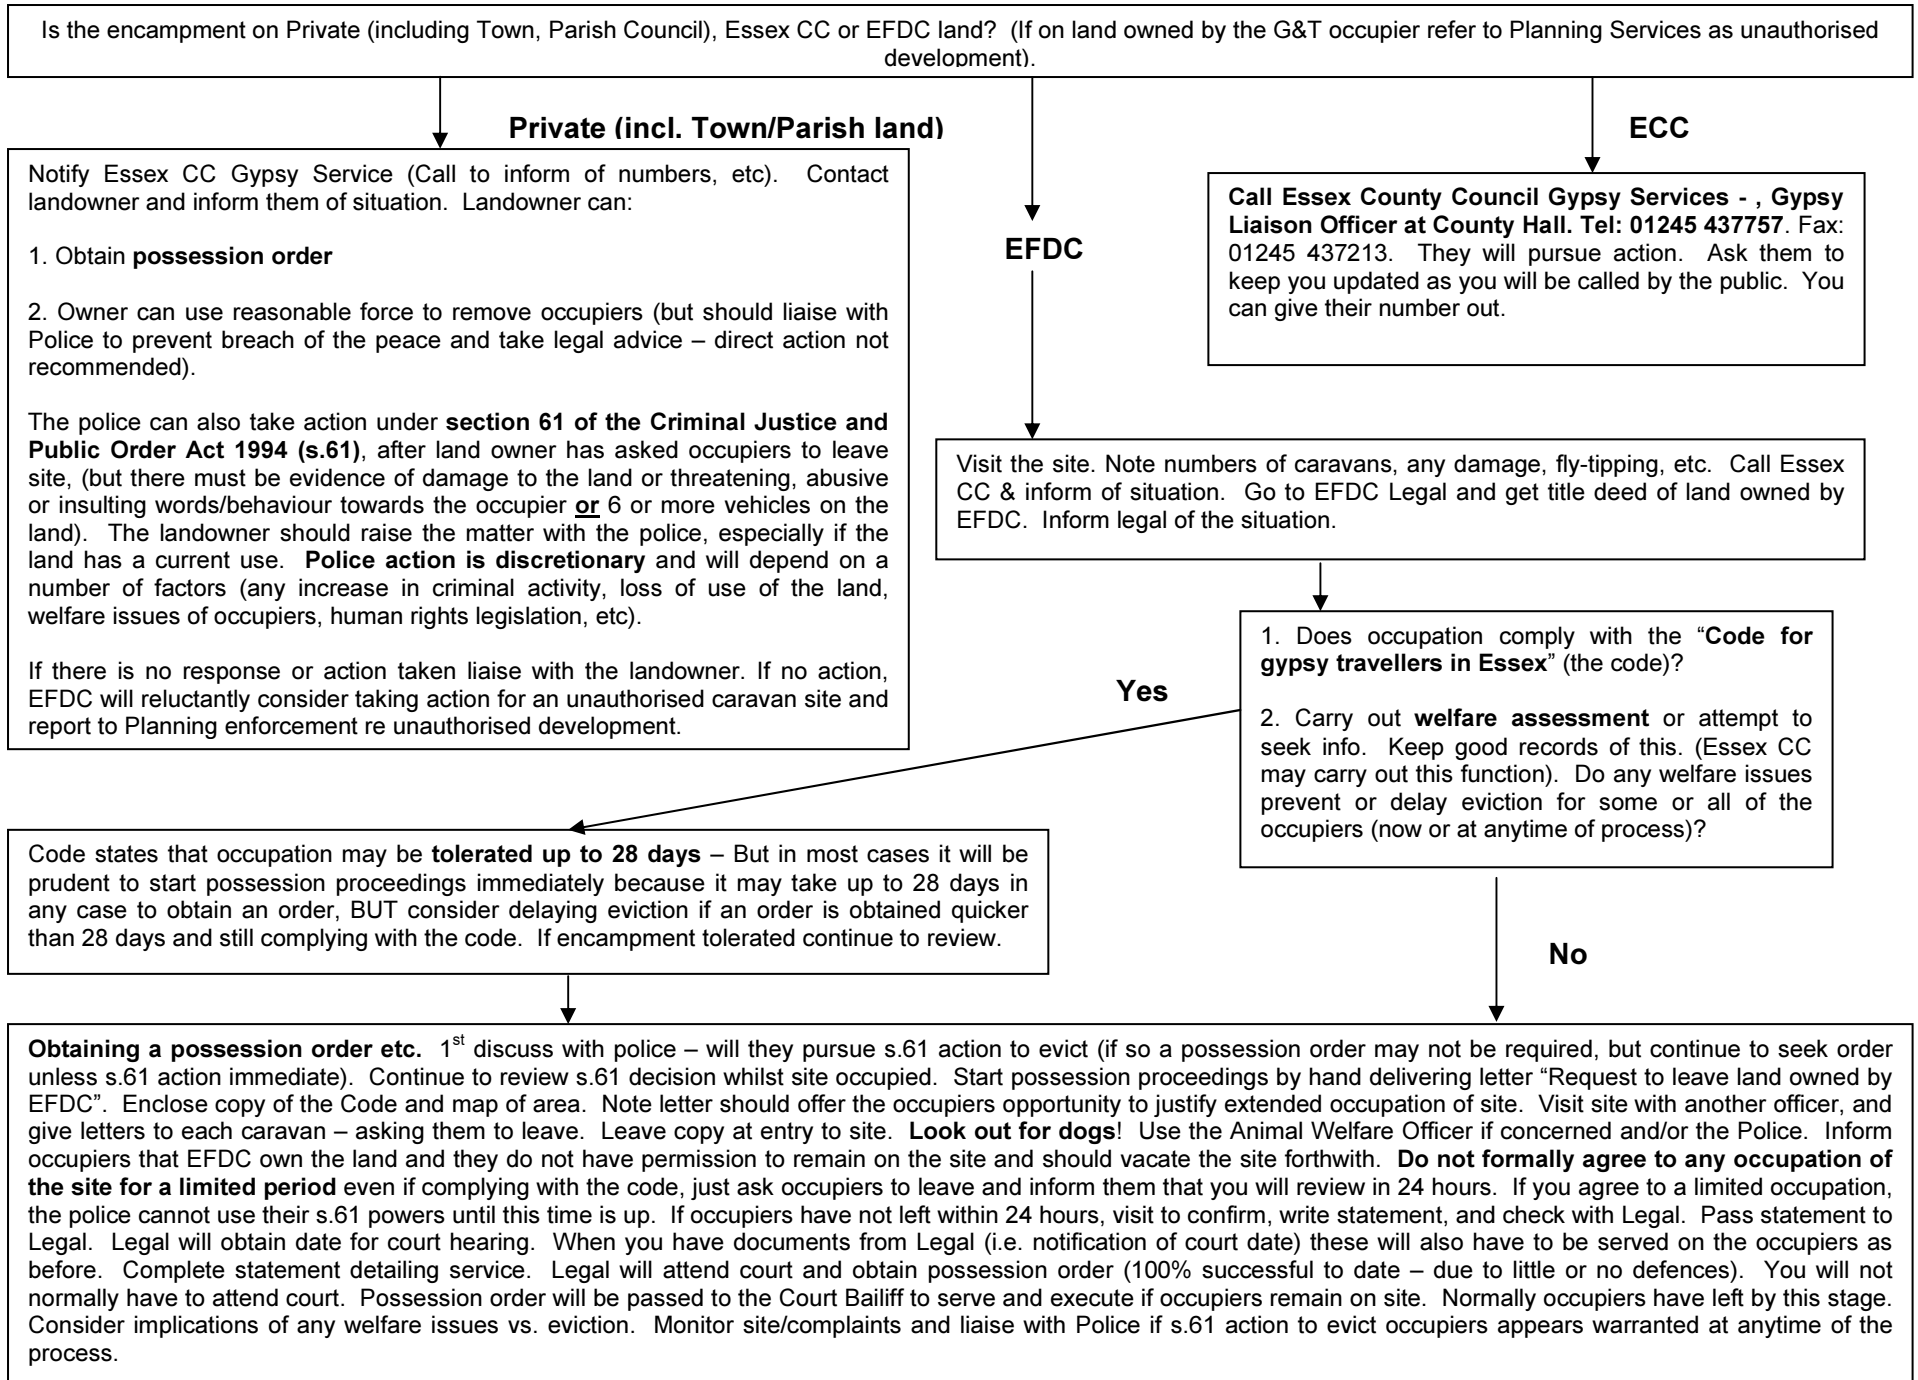 Is the encampment on Private (including Town, Parish Council), Essex CC or EFDC land? (If on land owned by the G&T occupier refer to Planning Services as unauthorised
development).
Private (incl. Town/Parish land)
ECC
Notify Essex CC Gypsy Service (Call to inform of numbers, etc). Contact
landowner and inform them of situation. Landowner can:
1. Obtain possession order
2. Owner can use reasonable force to remove occupiers (but should liaise with
Police to prevent breach of the peace and take legal advice – direct action not
recommended).
The police can also take action under section 61 of the Criminal Justice and
Public Order Act 1994 (s.61), after land owner has asked occupiers to leave
site, (but there must be evidence of damage to the land or threatening, abusive
or insulting words/behaviour towards the occupier or 6 or more vehicles on the
land). The landowner should raise the matter with the police, especially if the
land has a current use. Police action is discretionary and will depend on a
number of factors (any increase in criminal activity, loss of use of the land,
welfare issues of occupiers, human rights legislation, etc).
If there is no response or action taken liaise with the landowner. If no action,
EFDC will reluctantly consider taking action for an unauthorised caravan site and
report to Planning enforcement re unauthorised development.
EFDC
Call Essex County Council Gypsy Services - , Gypsy
Liaison Officer at County Hall. Tel: 01245 437757. Fax:
01245 437213. They will pursue action. Ask them to
keep you updated as you will be called by the public. You
can give their number out.
Visit the site. Note numbers of caravans, any damage, fly-tipping, etc. Call Essex
CC & inform of situation. Go to EFDC Legal and get title deed of land owned by
EFDC. Inform legal of the situation.
1. Does occupation comply with the “Code for
gypsy travellers in Essex” (the code)?
2. Carry out welfare assessment or attempt to
seek info. Keep good records of this. (Essex CC
may carry out this function). Do any welfare issues
prevent or delay eviction for some or all of the
occupiers (now or at anytime of process)?
Yes
Code states that occupation may be tolerated up to 28 days – But in most cases it will be
prudent to start possession proceedings immediately because it may take up to 28 days in
any case to obtain an order, BUT consider delaying eviction if an order is obtained quicker
than 28 days and still complying with the code. If encampment tolerated continue to review.
No
Obtaining a possession order etc. 1st discuss with police – will they pursue s.61 action to evict (if so a possession order may not be required, but continue to seek order
unless s.61 action immediate). Continue to review s.61 decision whilst site occupied. Start possession proceedings by hand delivering letter “Request to leave land owned by
EFDC”. Enclose copy of the Code and map of area. Note letter should offer the occupiers opportunity to justify extended occupation of site. Visit site with another officer, and
give letters to each caravan – asking them to leave. Leave copy at entry to site. Look out for dogs! Use the Animal Welfare Officer if concerned and/or the Police. Inform
occupiers that EFDC own the land and they do not have permission to remain on the site and should vacate the site forthwith. Do not formally agree to any occupation of
the site for a limited period even if complying with the code, just ask occupiers to leave and inform them that you will review in 24 hours. If you agree to a limited occupation,
the police cannot use their s.61 powers until this time is up. If occupiers have not left within 24 hours, visit to confirm, write statement, and check with Legal. Pass statement to
Legal. Legal will obtain date for court hearing. When you have documents from Legal (i.e. notification of court date) these will also have to be served on the occupiers as
before. Complete statement detailing service. Legal will attend court and obtain possession order (100% successful to date – due to little or no defences). You will not
normally have to attend court. Possession order will be passed to the Court Bailiff to serve and execute if occupiers remain on site. Normally occupiers have left by this stage.
Consider implications of any welfare issues vs. eviction. Monitor site/complaints and liaise with Police if s.61 action to evict occupiers appears warranted at anytime of the
process.